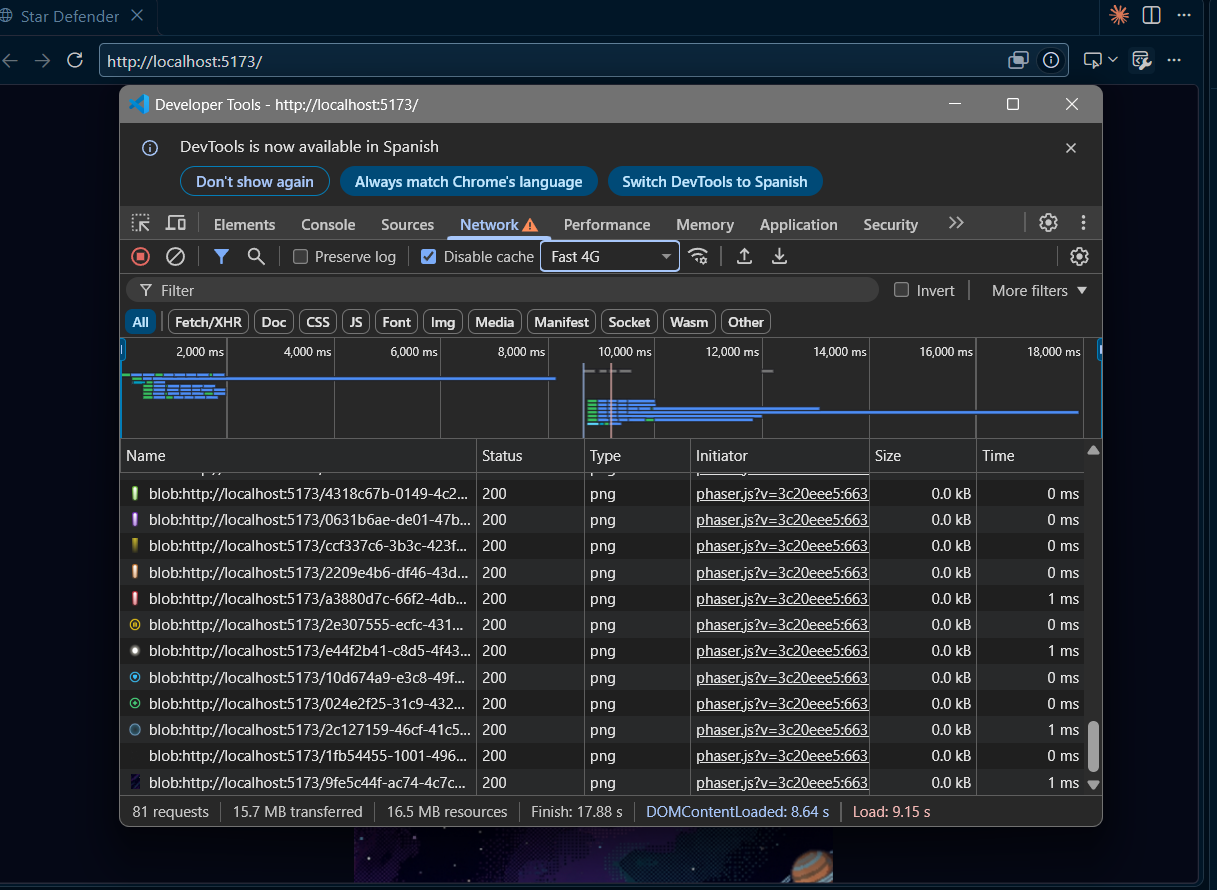 Star Defender
http://localhost:5173/
Developer Tools - http://localhost:5173/
DevTools is now available in Spanish
Don't show again
Always match Chrome's language
Switch DevTools to Spanish
Elements Console Sources Network Performance Memory Application Security
Preserve log Disable cache Fast 4G
Filter Invert More filters
All Fetch/XHR Doc CSS JS Font Img Media Manifest Socket Wasm Other
2,000 ms 4,000 ms 6,000 ms 8,000 ms 10,000 ms 12,000 ms 14,000 ms 16,000 ms 18,000 ms
Name Status Type Initiator Size Time
blob:http://localhost:5173/4318c67b-0149-4c2... 200 png phaser.js?v=3c20eee5:663 0.0 kB 0 ms
blob:http://localhost:5173/0631b6ae-de01-47b... 200 png phaser.js?v=3c20eee5:663 0.0 kB 0 ms
blob:http://localhost:5173/ccf337c6-3b3c-423f... 200 png phaser.js?v=3c20eee5:663 0.0 kB 0 ms
blob:http://localhost:5173/2209e4b6-df46-43d... 200 png phaser.js?v=3c20eee5:663 0.0 kB 0 ms
blob:http://localhost:5173/a3880d7c-66f2-4db... 200 png phaser.js?v=3c20eee5:663 0.0 kB 1 ms
blob:http://localhost:5173/2e307555-ecfc-431... 200 png phaser.js?v=3c20eee5:663 0.0 kB 0 ms
blob:http://localhost:5173/e44f2b41-c8d5-4f43... 200 png phaser.js?v=3c20eee5:663 0.0 kB 1 ms
blob:http://localhost:5173/10d674a9-e3c8-49f... 200 png phaser.js?v=3c20eee5:663 0.0 kB 0 ms
blob:http://localhost:5173/024e2f25-31c9-432... 200 png phaser.js?v=3c20eee5:663 0.0 kB 0 ms
blob:http://localhost:5173/2c127159-46cf-41c5... 200 png phaser.js?v=3c20eee5:663 0.0 kB 1 ms
blob:http://localhost:5173/1fb54455-1001-496... 200 png phaser.js?v=3c20eee5:663 0.0 kB 0 ms
blob:http://localhost:5173/9fe5c44f-ac74-4c7c... 200 png phaser.js?v=3c20eee5:663 0.0 kB 1 ms
81 requests 15.7 MB transferred 16.5 MB resources Finish: 17.88 s DOMContentLoaded: 8.64 s Load: 9.15 s